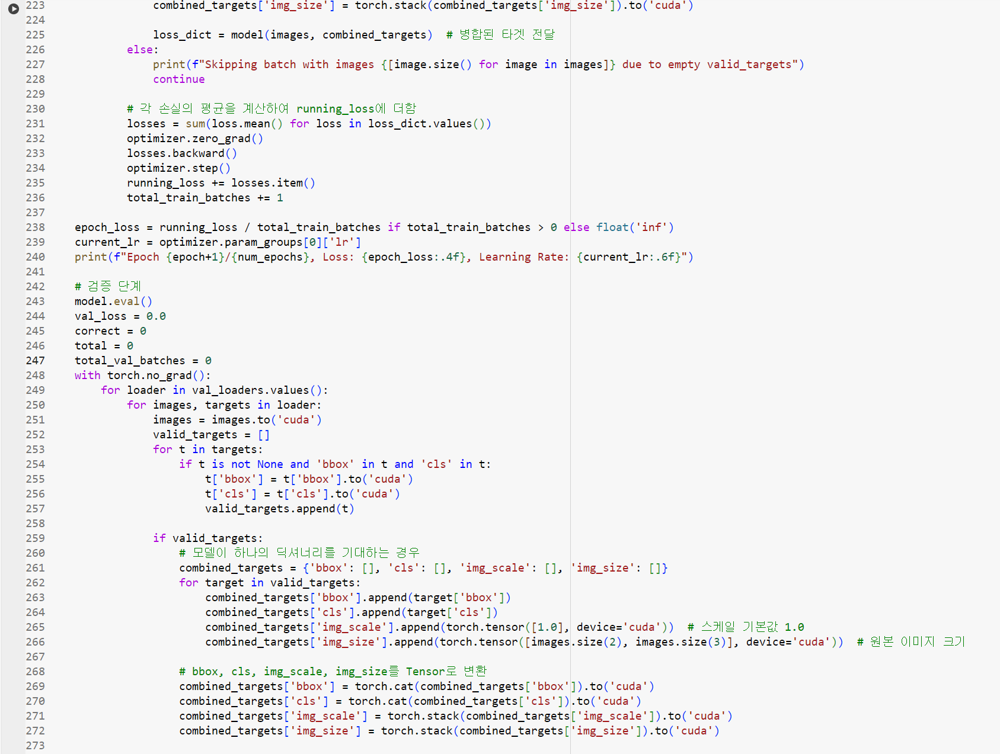 223 combined_targets['img_size'] = torch.stack(combined_targets['img_size']).to('cuda')
224
225 loss_dict = model(images, combined_targets)  # 병합된 타겟 전달
226 else:
227 print(f"Skipping batch with images {[image.size() for image in images]} due to empty valid_targets")
228 continue
229
230 # 각 손실의 평균을 계산하여 running_loss에 더함
231 losses = sum(loss.mean() for loss in loss_dict.values())
232 optimizer.zero_grad()
233 losses.backward()
234 optimizer.step()
235 running_loss += losses.item()
236 total_train_batches += 1
237
238 epoch_loss = running_loss / total_train_batches if total_train_batches > 0 else float('inf')
239 current_lr = optimizer.param_groups[0]['lr']
240 print(f"Epoch {epoch+1}/{num_epochs}, Loss: {epoch_loss:.4f}, Learning Rate: {current_lr:.6f}")
241
242 # 검증 단계
243 model.eval()
244 val_loss = 0.0
245 correct = 0
246 total = 0
247 total_val_batches = 0
248 with torch.no_grad():
249 for loader in val_loaders.values():
250 for images, targets in loader:
251 images = images.to('cuda')
252 valid_targets = []
253 for t in targets:
254 if t is not None and 'bbox' in t and 'cls' in t:
255 t['bbox'] = t['bbox'].to('cuda')
256 t['cls'] = t['cls'].to('cuda')
257 valid_targets.append(t)
258
259 if valid_targets:
260 # 모델이 하나의 딕셔너리를 기대하는 경우
261 combined_targets = {'bbox': [], 'cls': [], 'img_scale': [], 'img_size': []}
262 for target in valid_targets:
263 combined_targets['bbox'].append(target['bbox'])
264 combined_targets['cls'].append(target['cls'])
265 combined_targets['img_scale'].append(torch.tensor([1.0], device='cuda'))  # 스케일 기본값 1.0
266 combined_targets['img_size'].append(torch.tensor([images.size(2), images.size(3)], device='cuda'))  # 원본 이미지 크기
267
268 # bbox, cls, img_scale, img_size를 Tensor로 변환
269 combined_targets['bbox'] = torch.cat(combined_targets['bbox']).to('cuda')
270 combined_targets['cls'] = torch.cat(combined_targets['cls']).to('cuda')
271 combined_targets['img_scale'] = torch.stack(combined_targets['img_scale']).to('cuda')
272 combined_targets['img_size'] = torch.stack(combined_targets['img_size']).to('cuda')
273